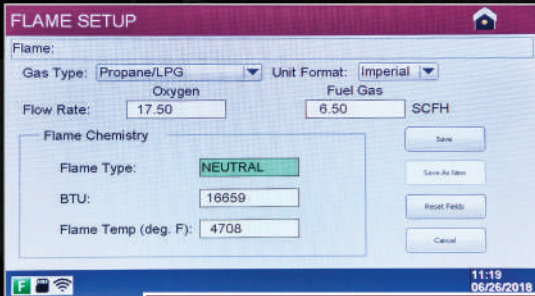 FLAME SETUP
Flame:
Gas Type: Propane/LPG Unit Format: Imperial
Oxygen Fuel Gas
Flow Rate: 17.50 6.50 SCFH
Flame Chemistry
Save
Flame Type: NEUTRAL
Save As New
BTU: 16659
Reset Fields
Flame Temp (deg. F): 4708
Cancel
F
11:19
06/26/2018